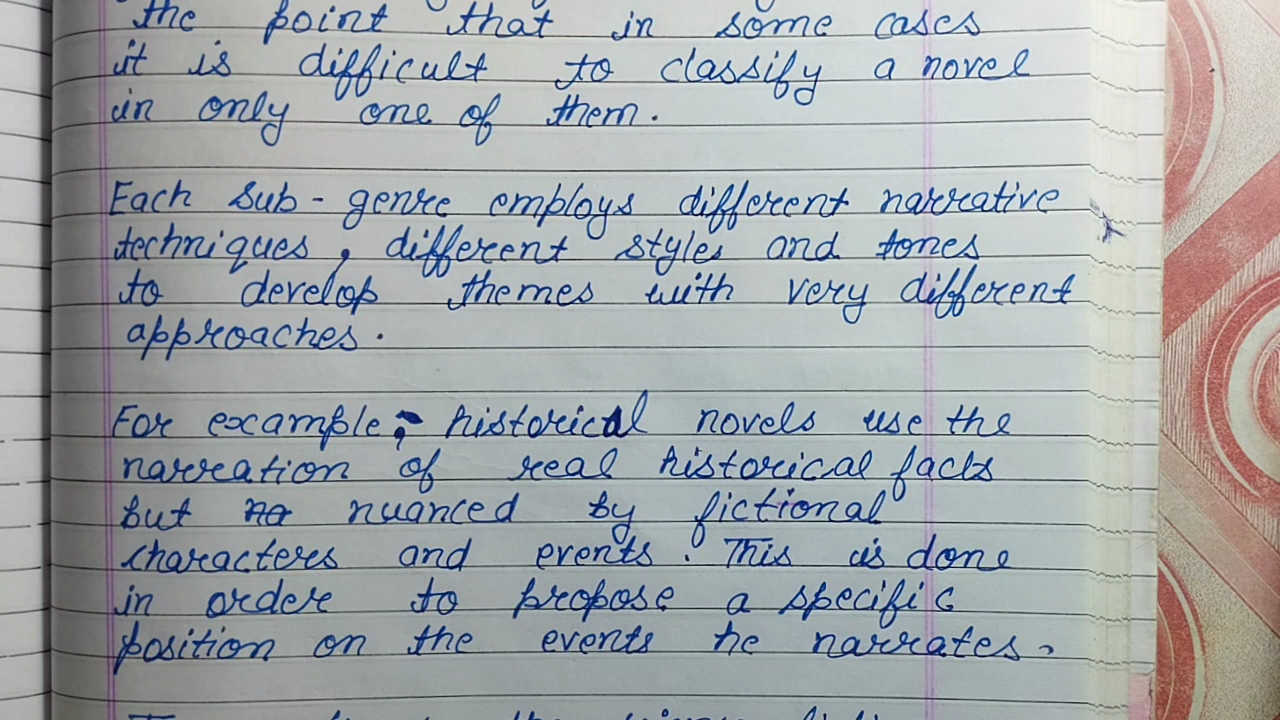 the point that in some cases
it is difficult to classify a novel
in only one of them.
Each sub-genre employs different narrative
techniques, different styles and tones
to develop themes with very different
approaches.
For example, historical novels use the
narration of real historical facts
but no nuanced by fictional
characters and events. This is done
in order to propose a specific
position on the events he narrates.